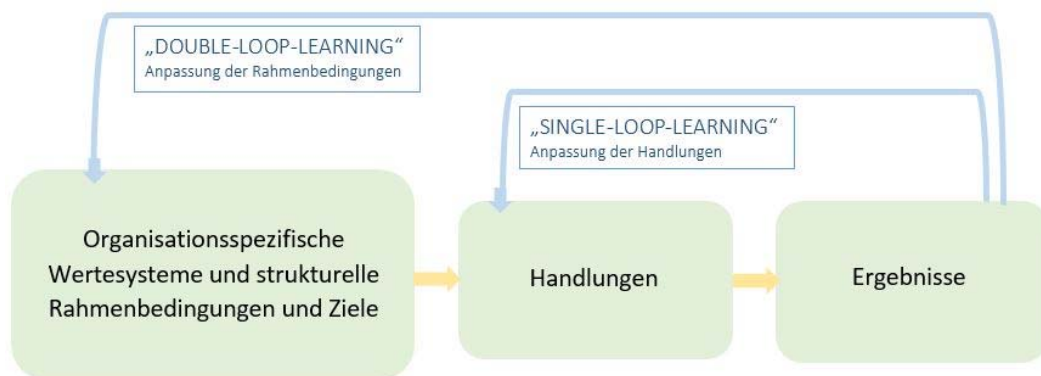 „DOUBLE-LOOP-LEARNING“
Anpassung der Rahmenbedingungen
„SINGLE-LOOP-LEARNING“
Anpassung der Handlungen
Organisationsspezifische
Wertesysteme und strukturelle
Rahmenbedingungen und Ziele
Handlungen
Ergebnisse